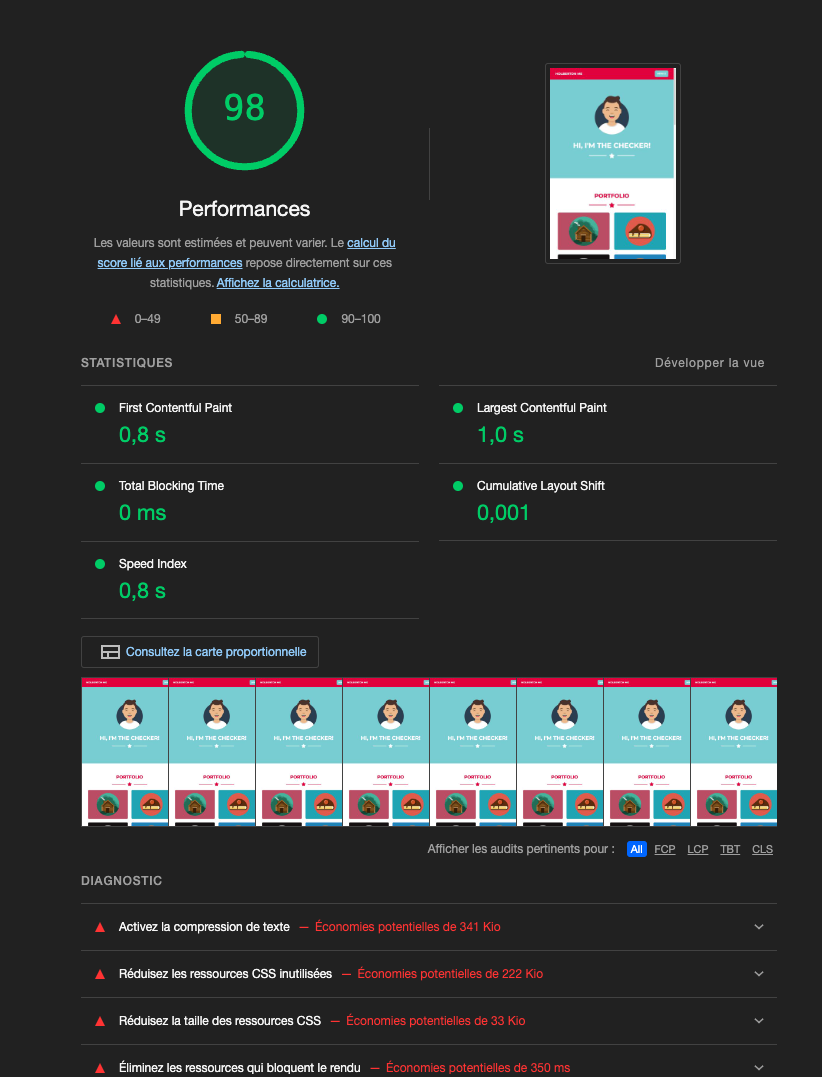 98
HI, I'M THE CHECKER!
PORTFOLIO
Performances
Les valeurs sont estimées et peuvent varier. Le calcul du
score lié aux performances repose directement sur ces
statistiques. Affichez la calculatrice.
0–49
50–89
90–100
STATISTIQUES
Développer la vue
First Contentful Paint
0,8 s
Largest Contentful Paint
1,0 s
Total Blocking Time
0 ms
Cumulative Layout Shift
0,001
Speed Index
0,8 s
Consultez la carte proportionnelle
HI, I'M THE CHECKER! HI, I'M THE CHECKER! HI, I'M THE CHECKER! HI, I'M THE CHECKER! HI, I'M THE CHECKER! HI, I'M THE CHECKER! HI, I'M THE CHECKER! HI, I'M THE CHECKER!
PORTFOLIO PORTFOLIO PORTFOLIO PORTFOLIO PORTFOLIO PORTFOLIO PORTFOLIO PORTFOLIO
Afficher les audits pertinents pour : All FCP LCP TBT CLS
DIAGNOSTIC
Activez la compression de texte — Économies potentielles de 341 Kio
Réduisez les ressources CSS inutilisées — Économies potentielles de 222 Kio
Réduisez la taille des ressources CSS — Économies potentielles de 33 Kio
Éliminez les ressources qui bloquent le rendu — Économies potentielles de 350 ms